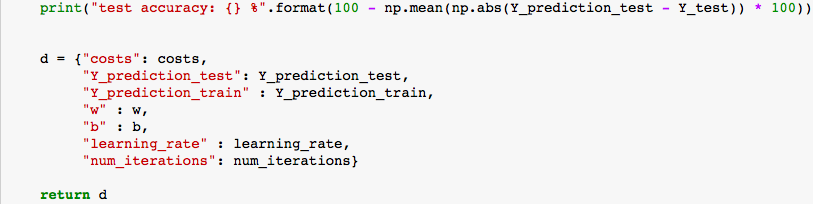 print("test accuracy: {} %".format(100 - np.mean(np.abs(Y_prediction_test - Y_test)) * 100))
d = {"costs": costs,
"Y_prediction_test": Y_prediction_test,
"Y_prediction_train" : Y_prediction_train,
"w" : w,
"b" : b,
"learning_rate" : learning_rate,
"num_iterations": num_iterations}
return d